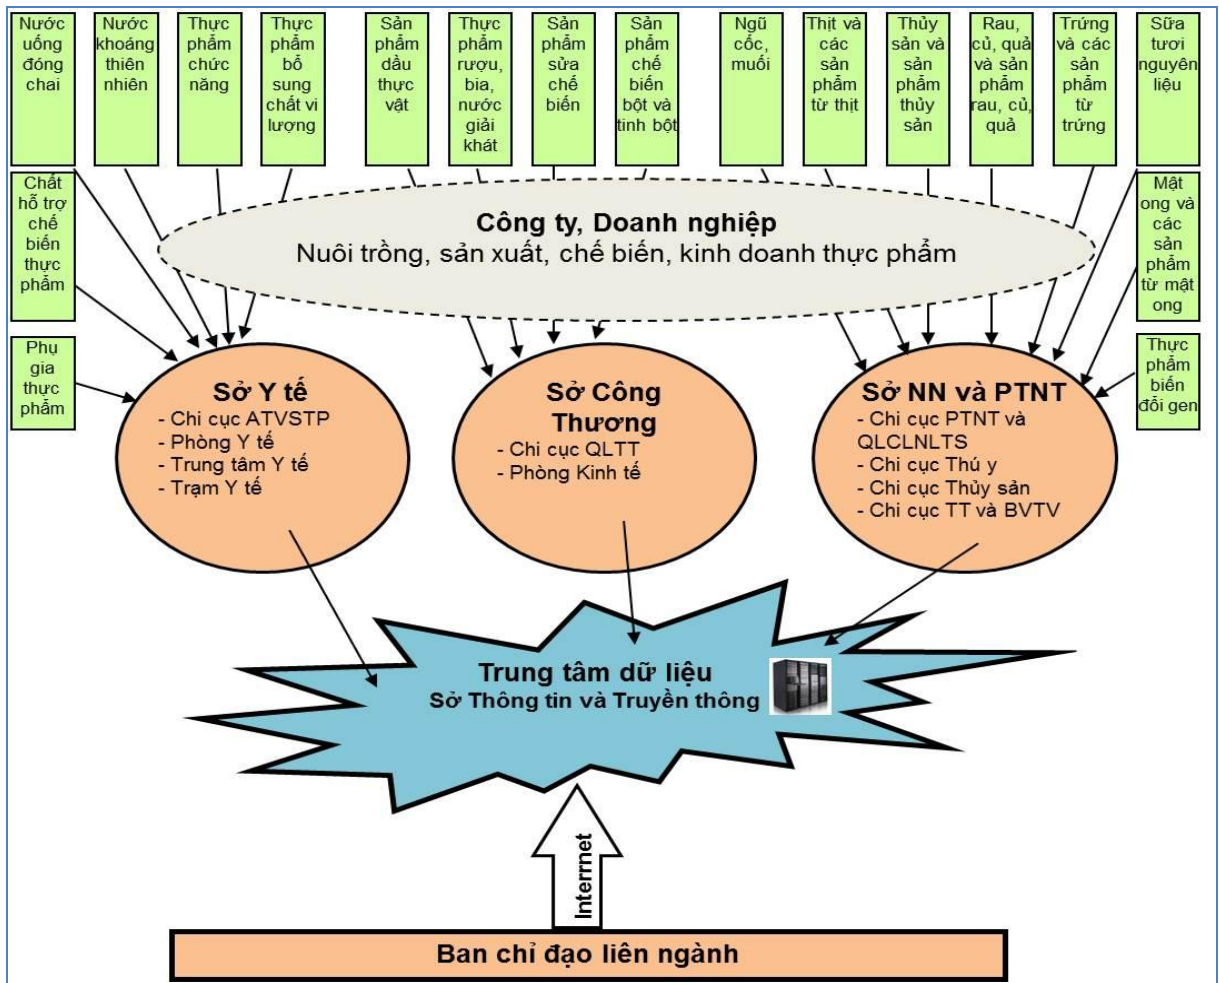 Nước
uống
đóng
chai
Nước
khoáng
thiên
nhiên
Thực
phẩm
chức
năng
Thực
phẩm
bổ
sung
chất vi
lượng
Sản
phẩm
dầu
thực
vật
Thực
phẩm
rượu,
bia,
nước
giải
khát
Sản
phẩm
sửa
chế
biến
Sản
phẩm
chế
biến
bột và
tinh bột
Ngũ
cốc,
muối
Thịt và
các
sản
phẩm
từ thịt
Thủy
sản và
sản
phẩm
thủy
sản
Rau,
củ, quả
và sản
phẩm
rau, củ,
quả
Trứng
và các
sản
phẩm
từ
trứng
Sữa
tươi
nguyên
liệu
Chất
hỗ trợ
chế
biến
thực
phẩm
Mật
ong và
các
sản
phẩm
từ mật
ong
Công ty, Doanh nghiệp
Nuôi trồng, sản xuất, chế biến, kinh doanh thực phẩm
Phụ
gia
thực
phẩm
Thực
phẩm
biến
đổi gen
Sở Y tế
- Chi cục ATVSTP
- Phòng Y tế
- Trung tâm Y tế
- Trạm Y tế
Sở Công
Thương
- Chi cục QLTT
- Phòng Kinh tế
Sở NN và PTNT
- Chi cục PTNT và
QLCLNLTS
- Chi cục Thú y
- Chi cục Thủy sản
- Chi cục TT và BVTV
Trung tâm dữ liệu
Sở Thông tin và Truyền thông
Interrnet
Ban chỉ đạo liên ngành